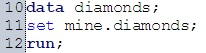 10 data diamonds;
11 set mine.diamonds;
12 run;